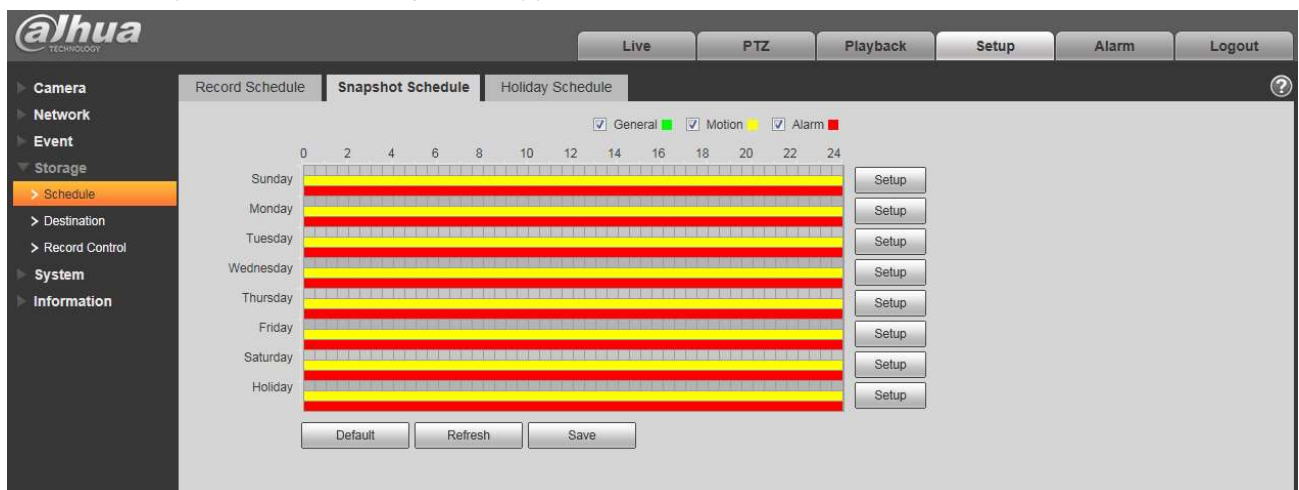 alhua
TECHNOLOGY
Live PTZ Playback Setup Alarm Logout
Camera
Network
Event
Storage
> Schedule
> Destination
> Record Control
System
Information
Record Schedule Snapshot Schedule Holiday Schedule ?
General Motion Alarm
0 2 4 6 8 10 12 14 16 18 20 22 24
Sunday Setup
Monday Setup
Tuesday Setup
Wednesday Setup
Thursday Setup
Friday Setup
Saturday Setup
Holiday Setup
Default Refresh Save